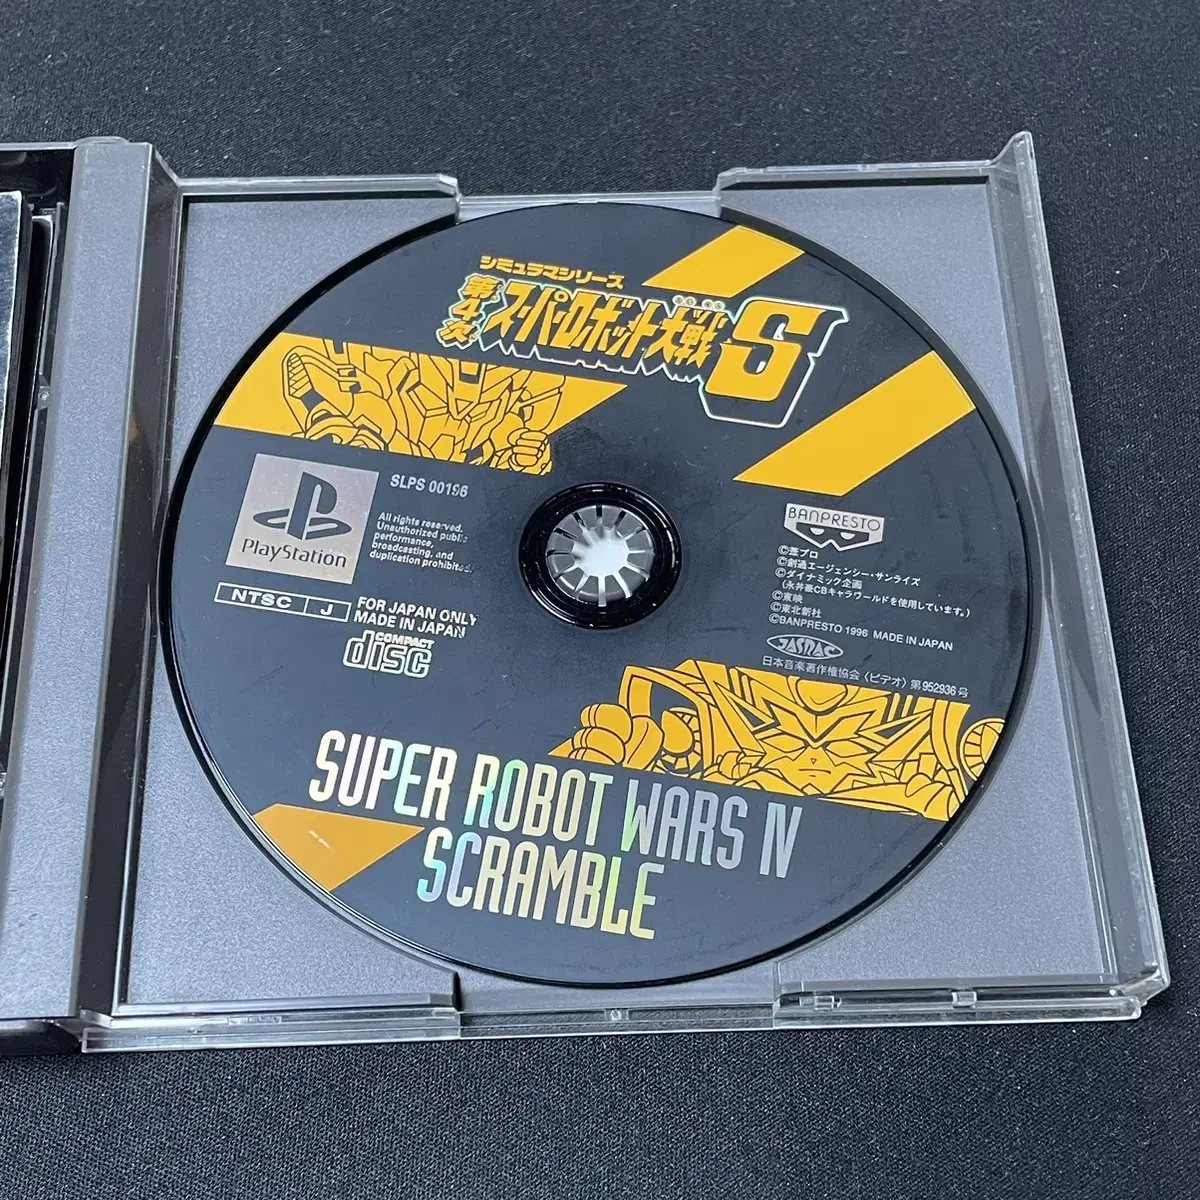 シミュラマシリーズ
第4次スーパーロボット大戦S
SLPS 00196
PlayStation
All rights reserved.
Unauthorized public
performance,
broadcasting, and
duplication prohibited.
NTSC J
FOR JAPAN ONLY
MADE IN JAPAN
COMPACT
disc
BANPRESTO
©葦プロ
©創通エージェンシー・サンライズ
©ダイナミック企画
(永井豪CBキャラワールドを使用しています。)
©東映
©東北新社
©BANPRESTO 1996 MADE IN JAPAN
JASRAC
日本音楽著作権協会〈ビデオ〉第952936号
SUPER ROBOT WARS IV
SCRAMBLE